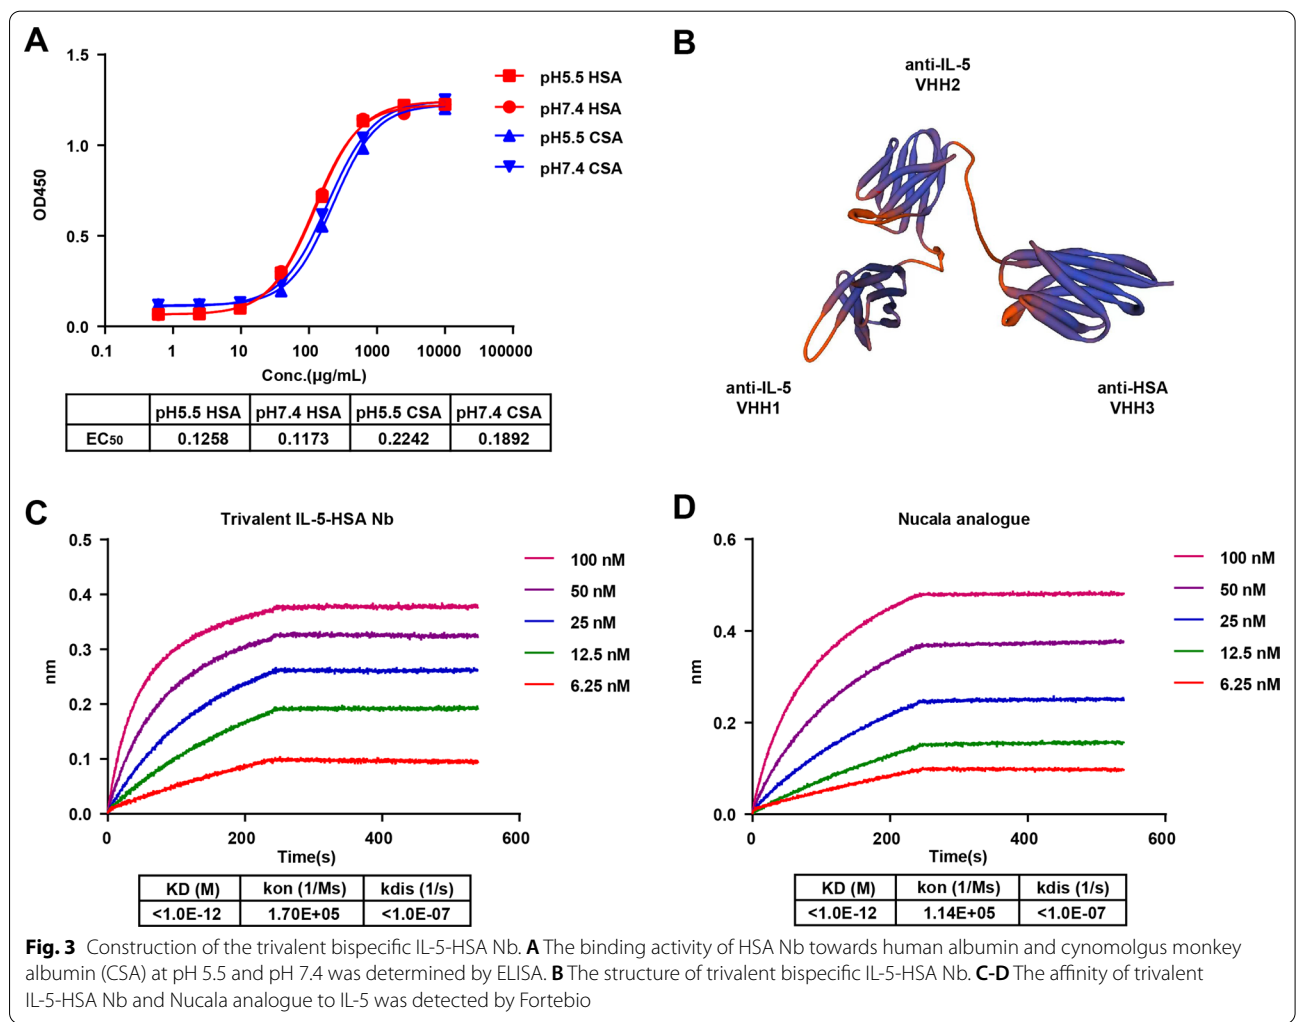 A
1.5
1.0
0.5
0.0
OD450
0.1
1
10
100
1000
10000
100000
Conc.(µg/mL)
pH5.5 HSA
pH7.4 HSA
pH5.5 CSA
pH7.4 CSA
pH5.5 HSA pH7.4 HSA pH5.5 CSA pH7.4 CSA
EC50 0.1258 0.1173 0.2242 0.1892
B
anti-IL-5
VHH2
anti-IL-5
VHH1
anti-HSA
VHH3
C
Trivalent IL-5-HSA Nb
0.5
0.4
0.3
0.2
0.1
0.0
nm
0
200
400
600
Time(s)
100 nM
50 nM
25 nM
12.5 nM
6.25 nM
KD (M) kon (1/Ms) kdis (1/s)
<1.0E-12 1.70E+05 <1.0E-07
D
Nucala analogue
0.6
0.4
0.2
0.0
nm
0
200
400
600
Time(s)
100 nM
50 nM
25 nM
12.5 nM
6.25 nM
KD (M) kon (1/Ms) kdis (1/s)
<1.0E-12 1.14E+05 <1.0E-07
Fig. 3 Construction of the trivalent bispecific IL-5-HSA Nb. A The binding activity of HSA Nb towards human albumin and cynomolgus monkey
albumin (CSA) at pH 5.5 and pH 7.4 was determined by ELISA. B The structure of trivalent bispecific IL-5-HSA Nb. C-D The affinity of trivalent
IL-5-HSA Nb and Nucala analogue to IL-5 was detected by Fortebio